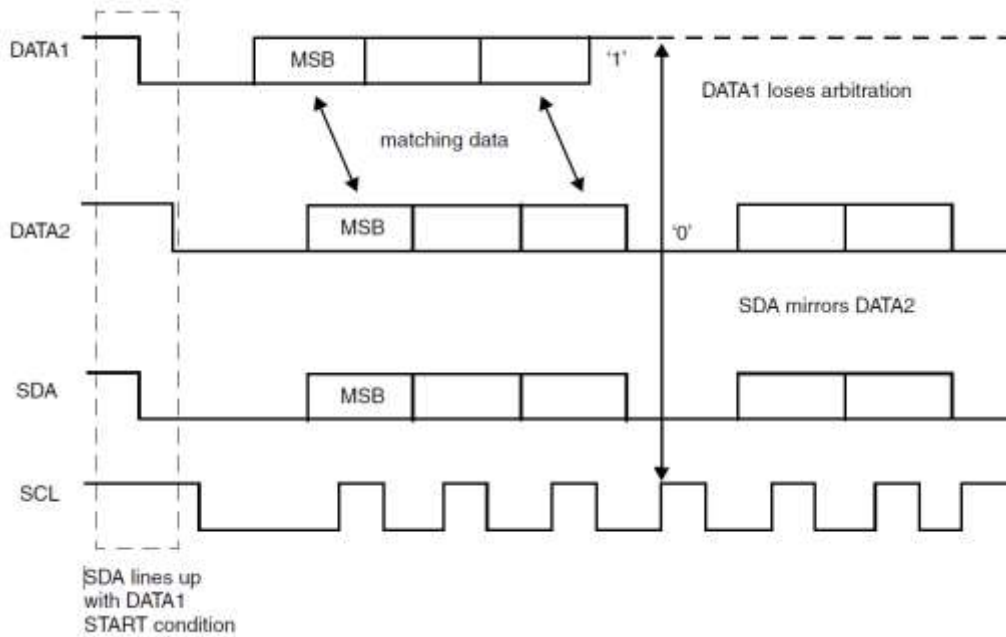 DATA1
MSB
'1'
DATA1 loses arbitration
matching data
DATA2
MSB
'0'
SDA mirrors DATA2
SDA
MSB
SCL
SDA lines up
with DATA1
START condition